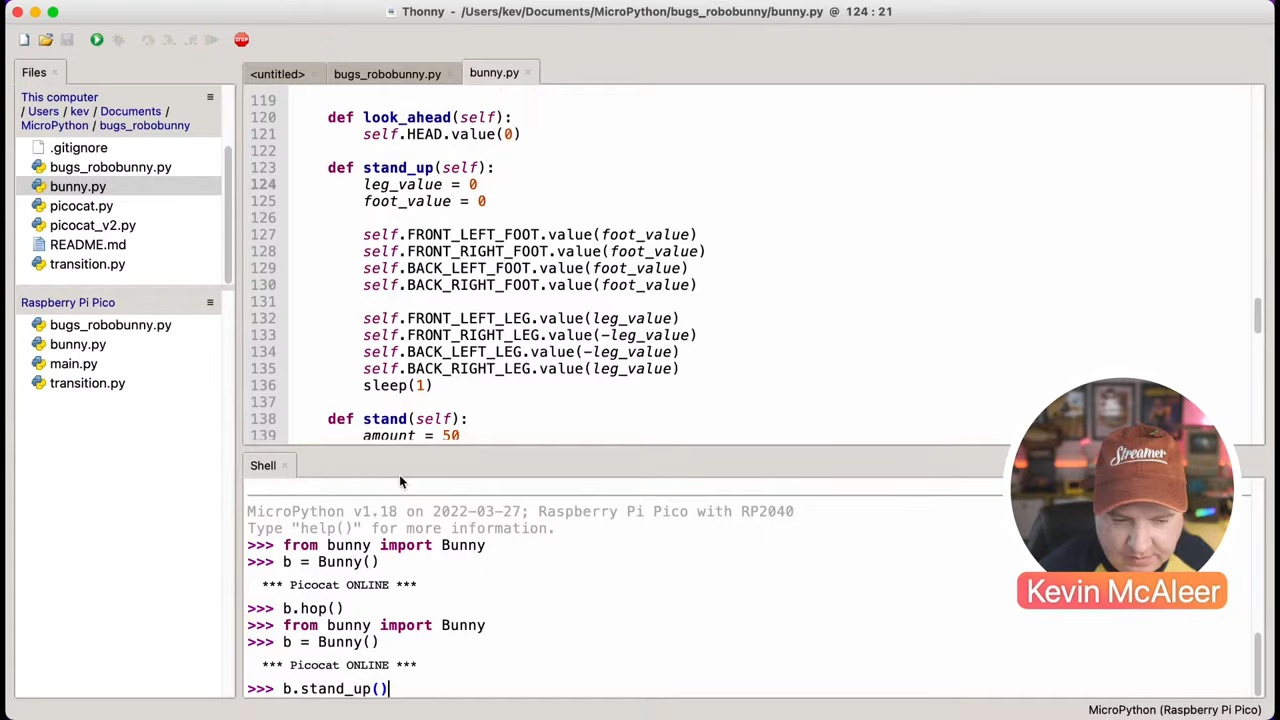 Thonny - /Users/kev/Documents/MicroPython/bugs_robobunny/bunny.py @ 124 : 21
STOP
Files
<untitled>
bugs_robobunny.py
bunny.py
This computer
/ Users / kev / Documents /
MicroPython / bugs_robobunny
.gitignore
bugs_robobunny.py
bunny.py
picocat.py
picocat_v2.py
README.md
transition.py
Raspberry Pi Pico
bugs_robobunny.py
bunny.py
main.py
transition.py
119
120 def look_ahead(self):
121 self.HEAD.value(0)
122
123 def stand_up(self):
124 leg_value = 0
125 foot_value = 0
126
127 self.FRONT_LEFT_FOOT.value(foot_value)
128 self.FRONT_RIGHT_FOOT.value(foot_value)
129 self.BACK_LEFT_FOOT.value(foot_value)
130 self.BACK_RIGHT_FOOT.value(foot_value)
131
132 self.FRONT_LEFT_LEG.value(leg_value)
133 self.FRONT_RIGHT_LEG.value(-leg_value)
134 self.BACK_LEFT_LEG.value(-leg_value)
135 self.BACK_RIGHT_LEG.value(leg_value)
136 sleep(1)
137
138 def stand(self):
139 amount = 50
Shell
MicroPython v1.18 on 2022-03-27; Raspberry Pi Pico with RP2040
Type "help()" for more information.
>>> from bunny import Bunny
>>> b = Bunny()
*** Picocat ONLINE ***
>>> b.hop()
>>> from bunny import Bunny
>>> b = Bunny()
*** Picocat ONLINE ***
>>> b.stand_up()
Streamer
Kevin McAleer
MicroPython (Raspberry Pi Pico)